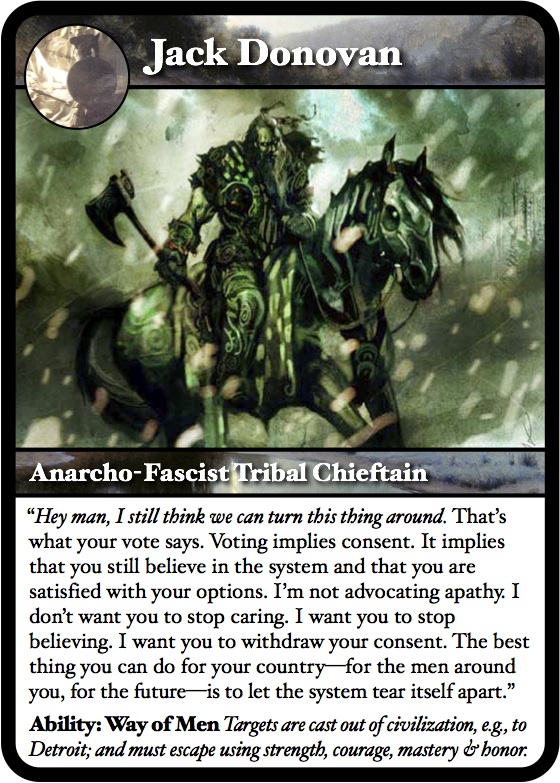 Jack Donovan
Anarcho-Fascist Tribal Chieftain
“Hey man, I still think we can turn this thing around. That’s
what your vote says. Voting implies consent. It implies
that you still believe in the system and that you are
satisfied with your options. I’m not advocating apathy. I
don’t want you to stop caring. I want you to stop
believing. I want you to withdraw your consent. The best
thing you can do for your country—for the men around
you, for the future—is to let the system tear itself apart.”
Ability: Way of Men Targets are cast out of civilization, e.g., to
Detroit; and must escape using strength, courage, mastery & honor.